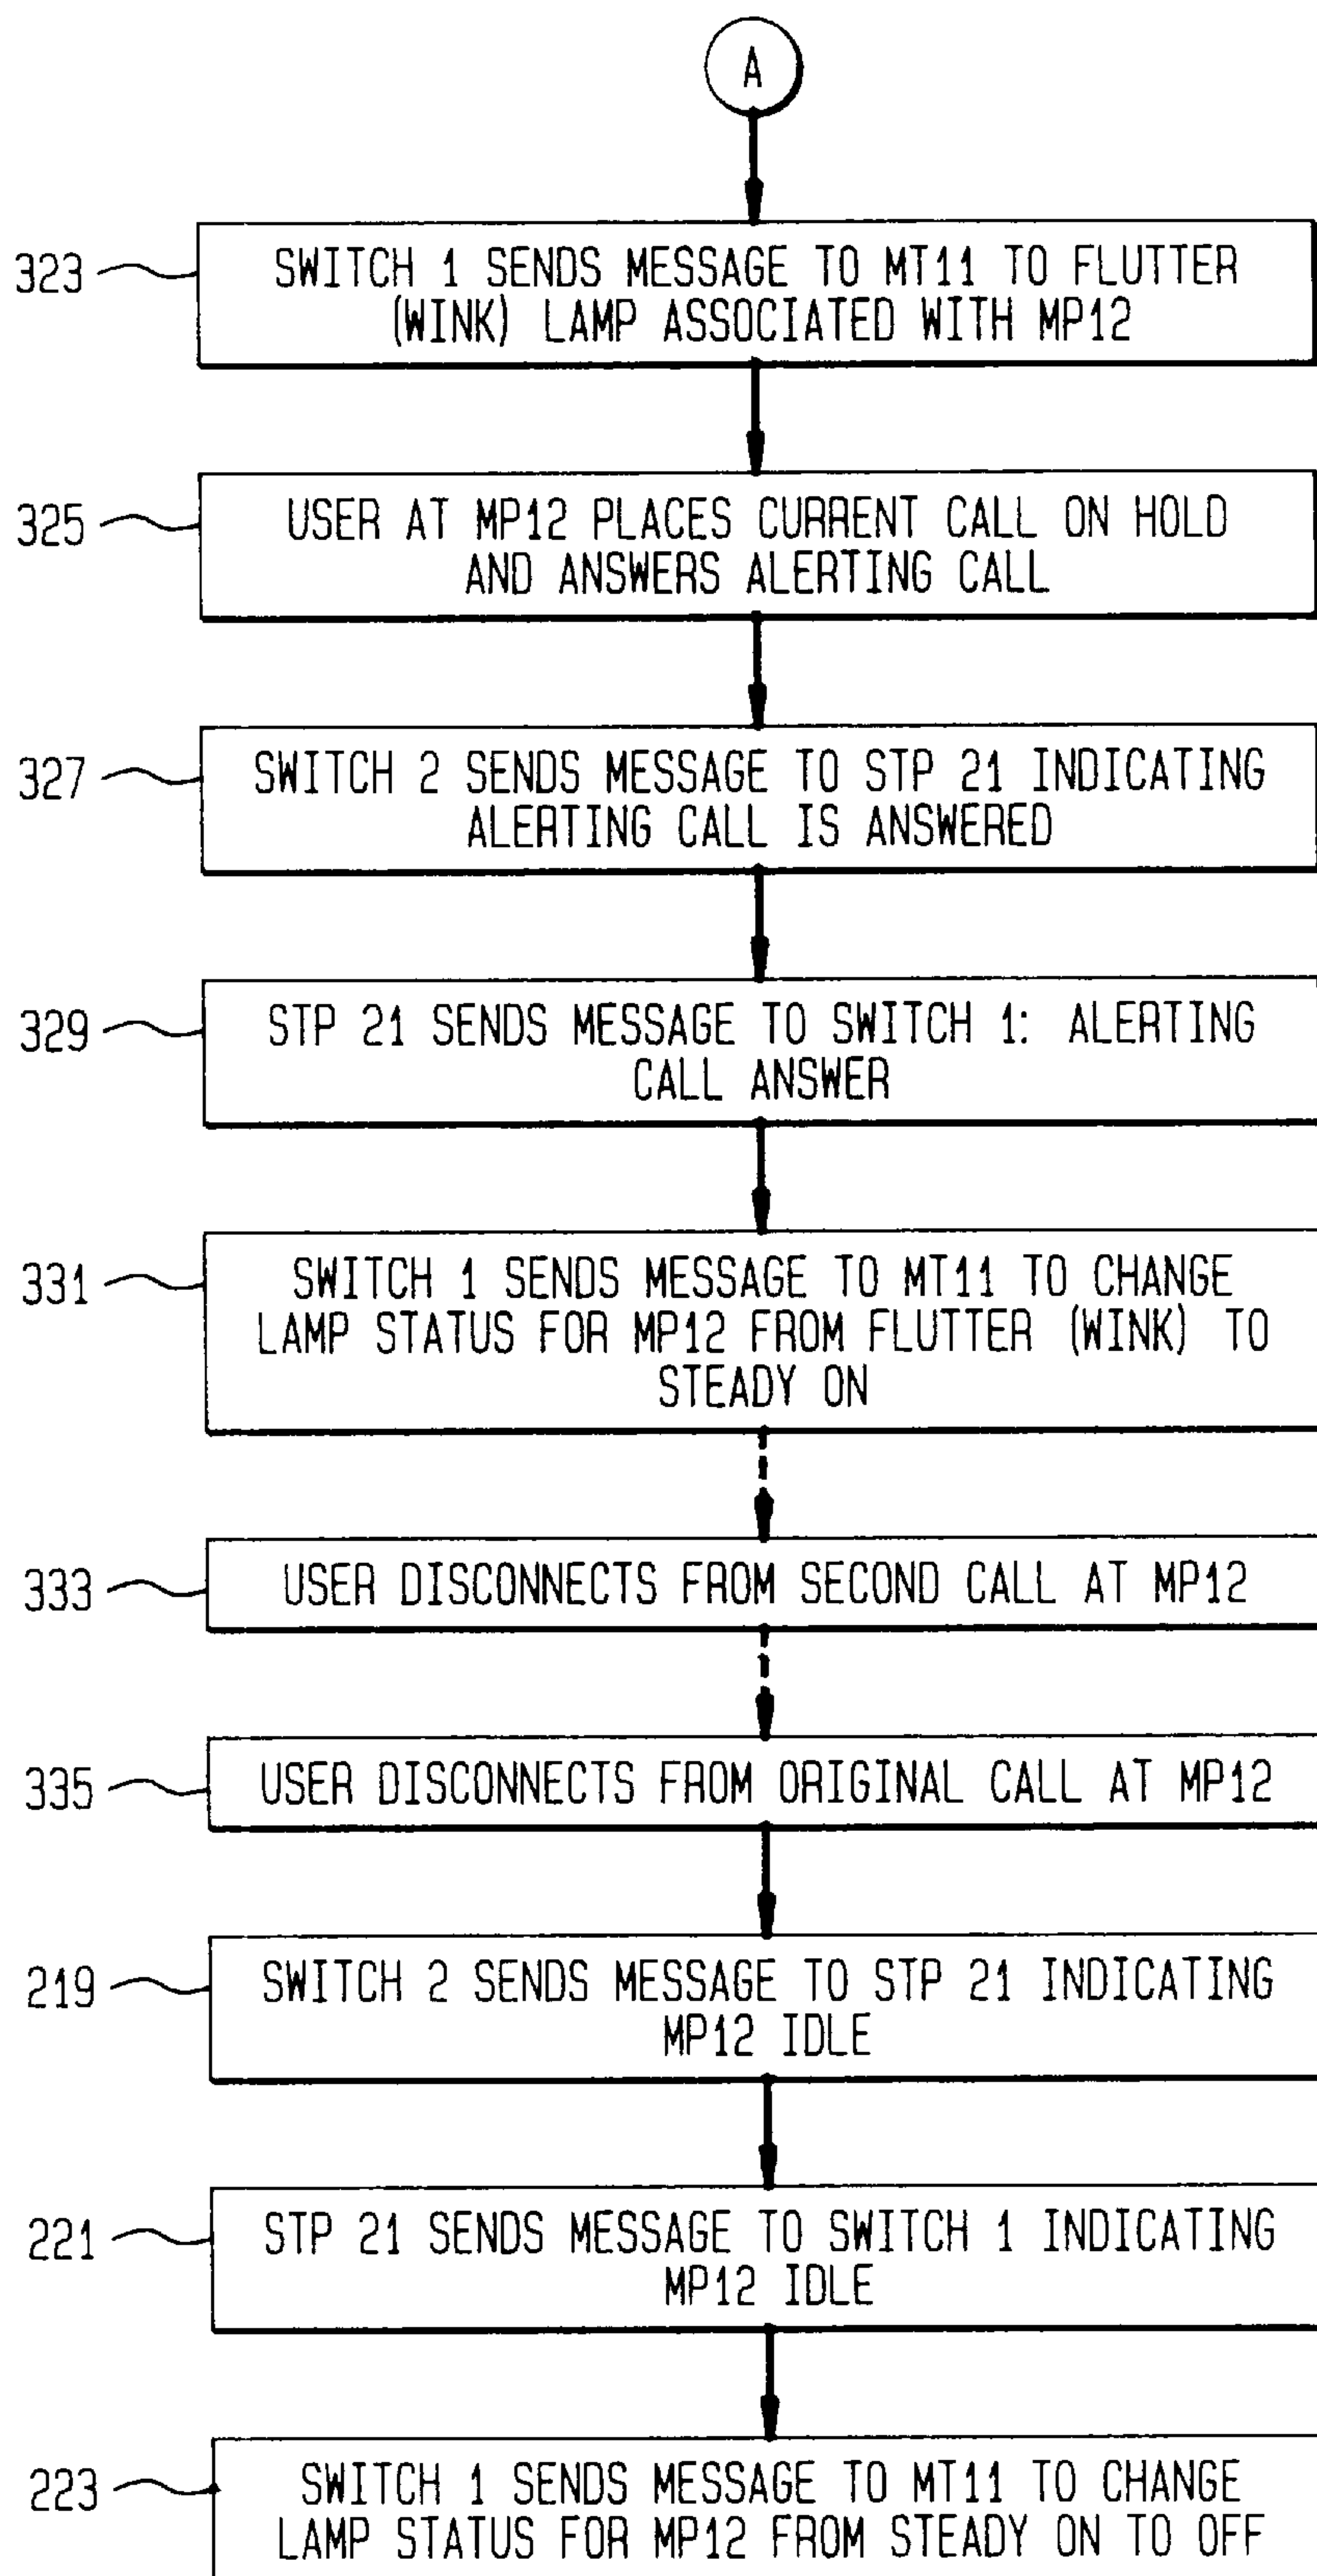 A
323
SWITCH 1 SENDS MESSAGE TO MT11 TO FLUTTER
(WINK) LAMP ASSOCIATED WITH MP12
325
USER AT MP12 PLACES CURRENT CALL ON HOLD
AND ANSWERS ALERTING CALL
327
SWITCH 2 SENDS MESSAGE TO STP 21 INDICATING
ALERTING CALL IS ANSWERED
329
STP 21 SENDS MESSAGE TO SWITCH 1: ALERTING
CALL ANSWER
331
SWITCH 1 SENDS MESSAGE TO MT11 TO CHANGE
LAMP STATUS FOR MP12 FROM FLUTTER (WINK) TO
STEADY ON
333
USER DISCONNECTS FROM SECOND CALL AT MP12
335
USER DISCONNECTS FROM ORIGINAL CALL AT MP12
219
SWITCH 2 SENDS MESSAGE TO STP 21 INDICATING
MP12 IDLE
221
STP 21 SENDS MESSAGE TO SWITCH 1 INDICATING
MP12 IDLE
223
SWITCH 1 SENDS MESSAGE TO MT11 TO CHANGE
LAMP STATUS FOR MP12 FROM STEADY ON TO OFF